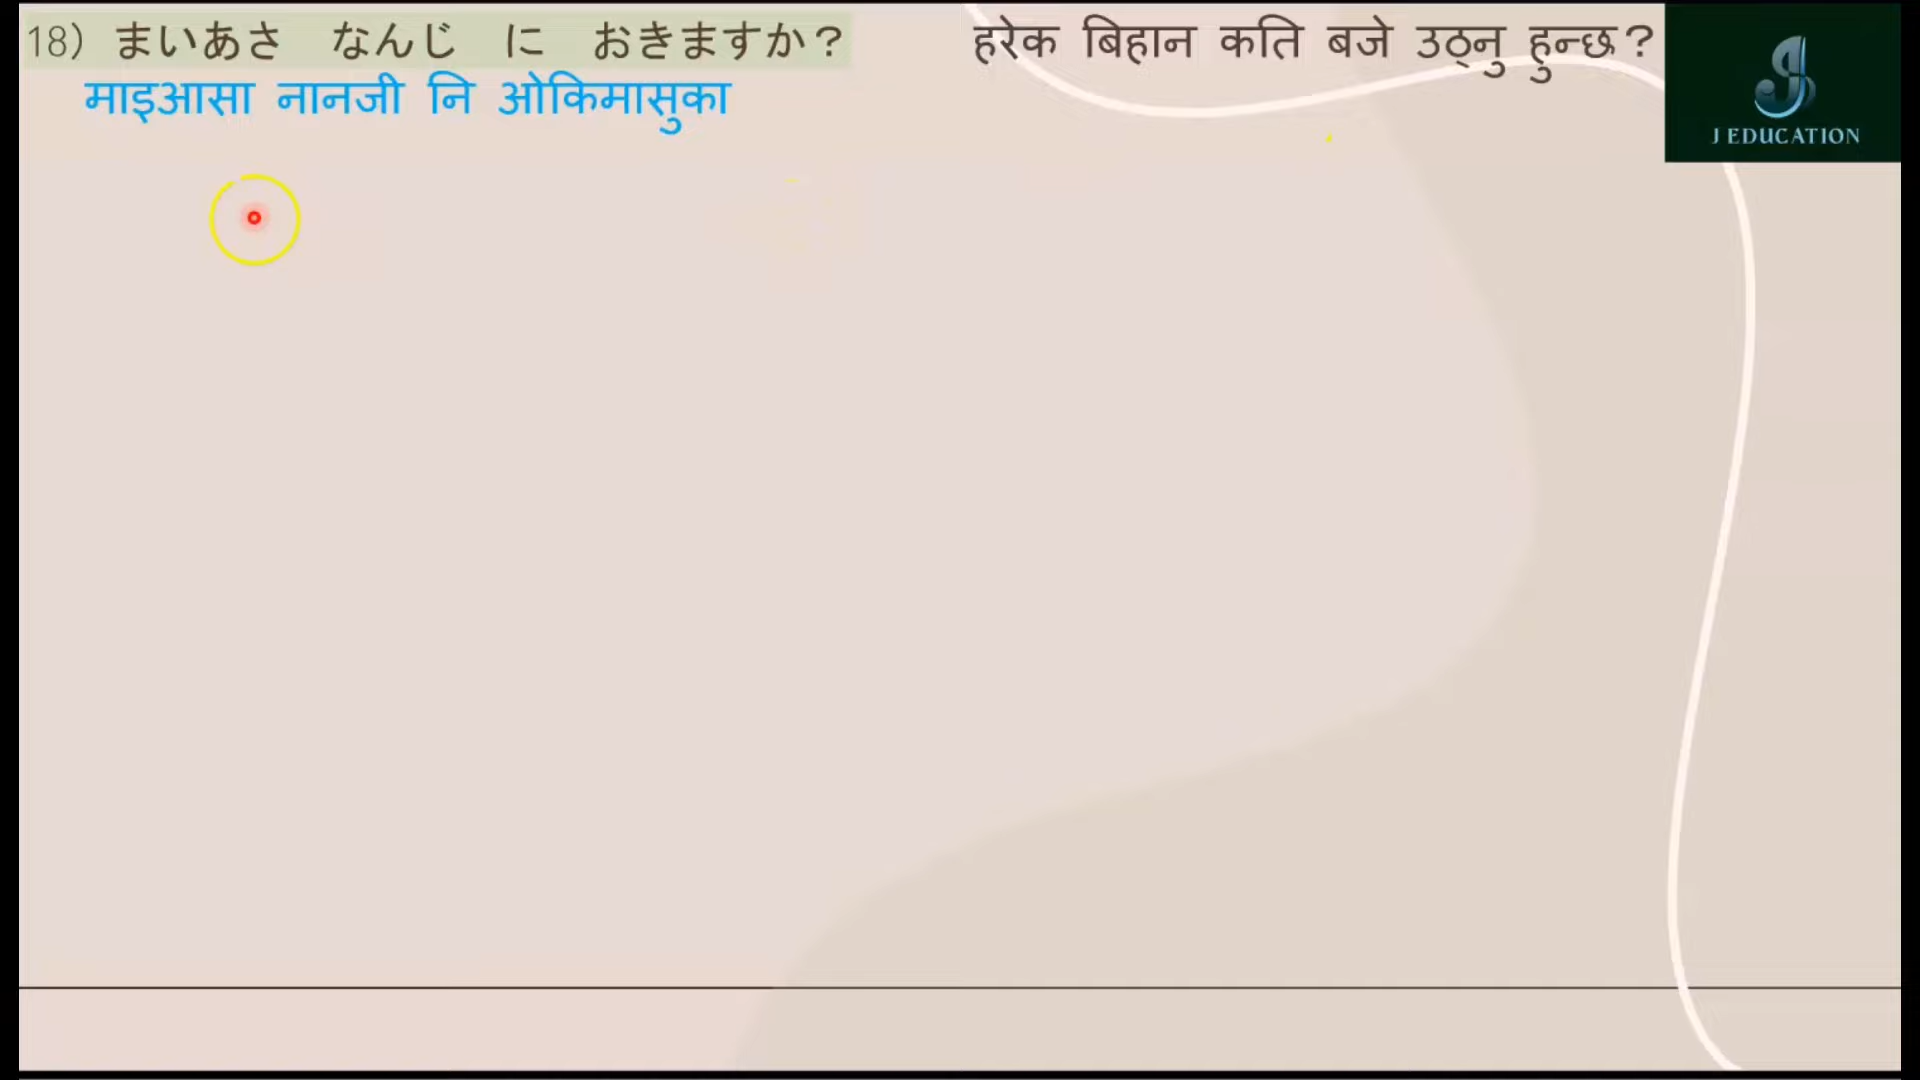 18) まいあさ　なんじ　に　おきますか？ हरेक बिहान कति बजे उठ्नु हुन्छ？
माइआसा नानजी नि ओकिमासुका
J EDUCATION